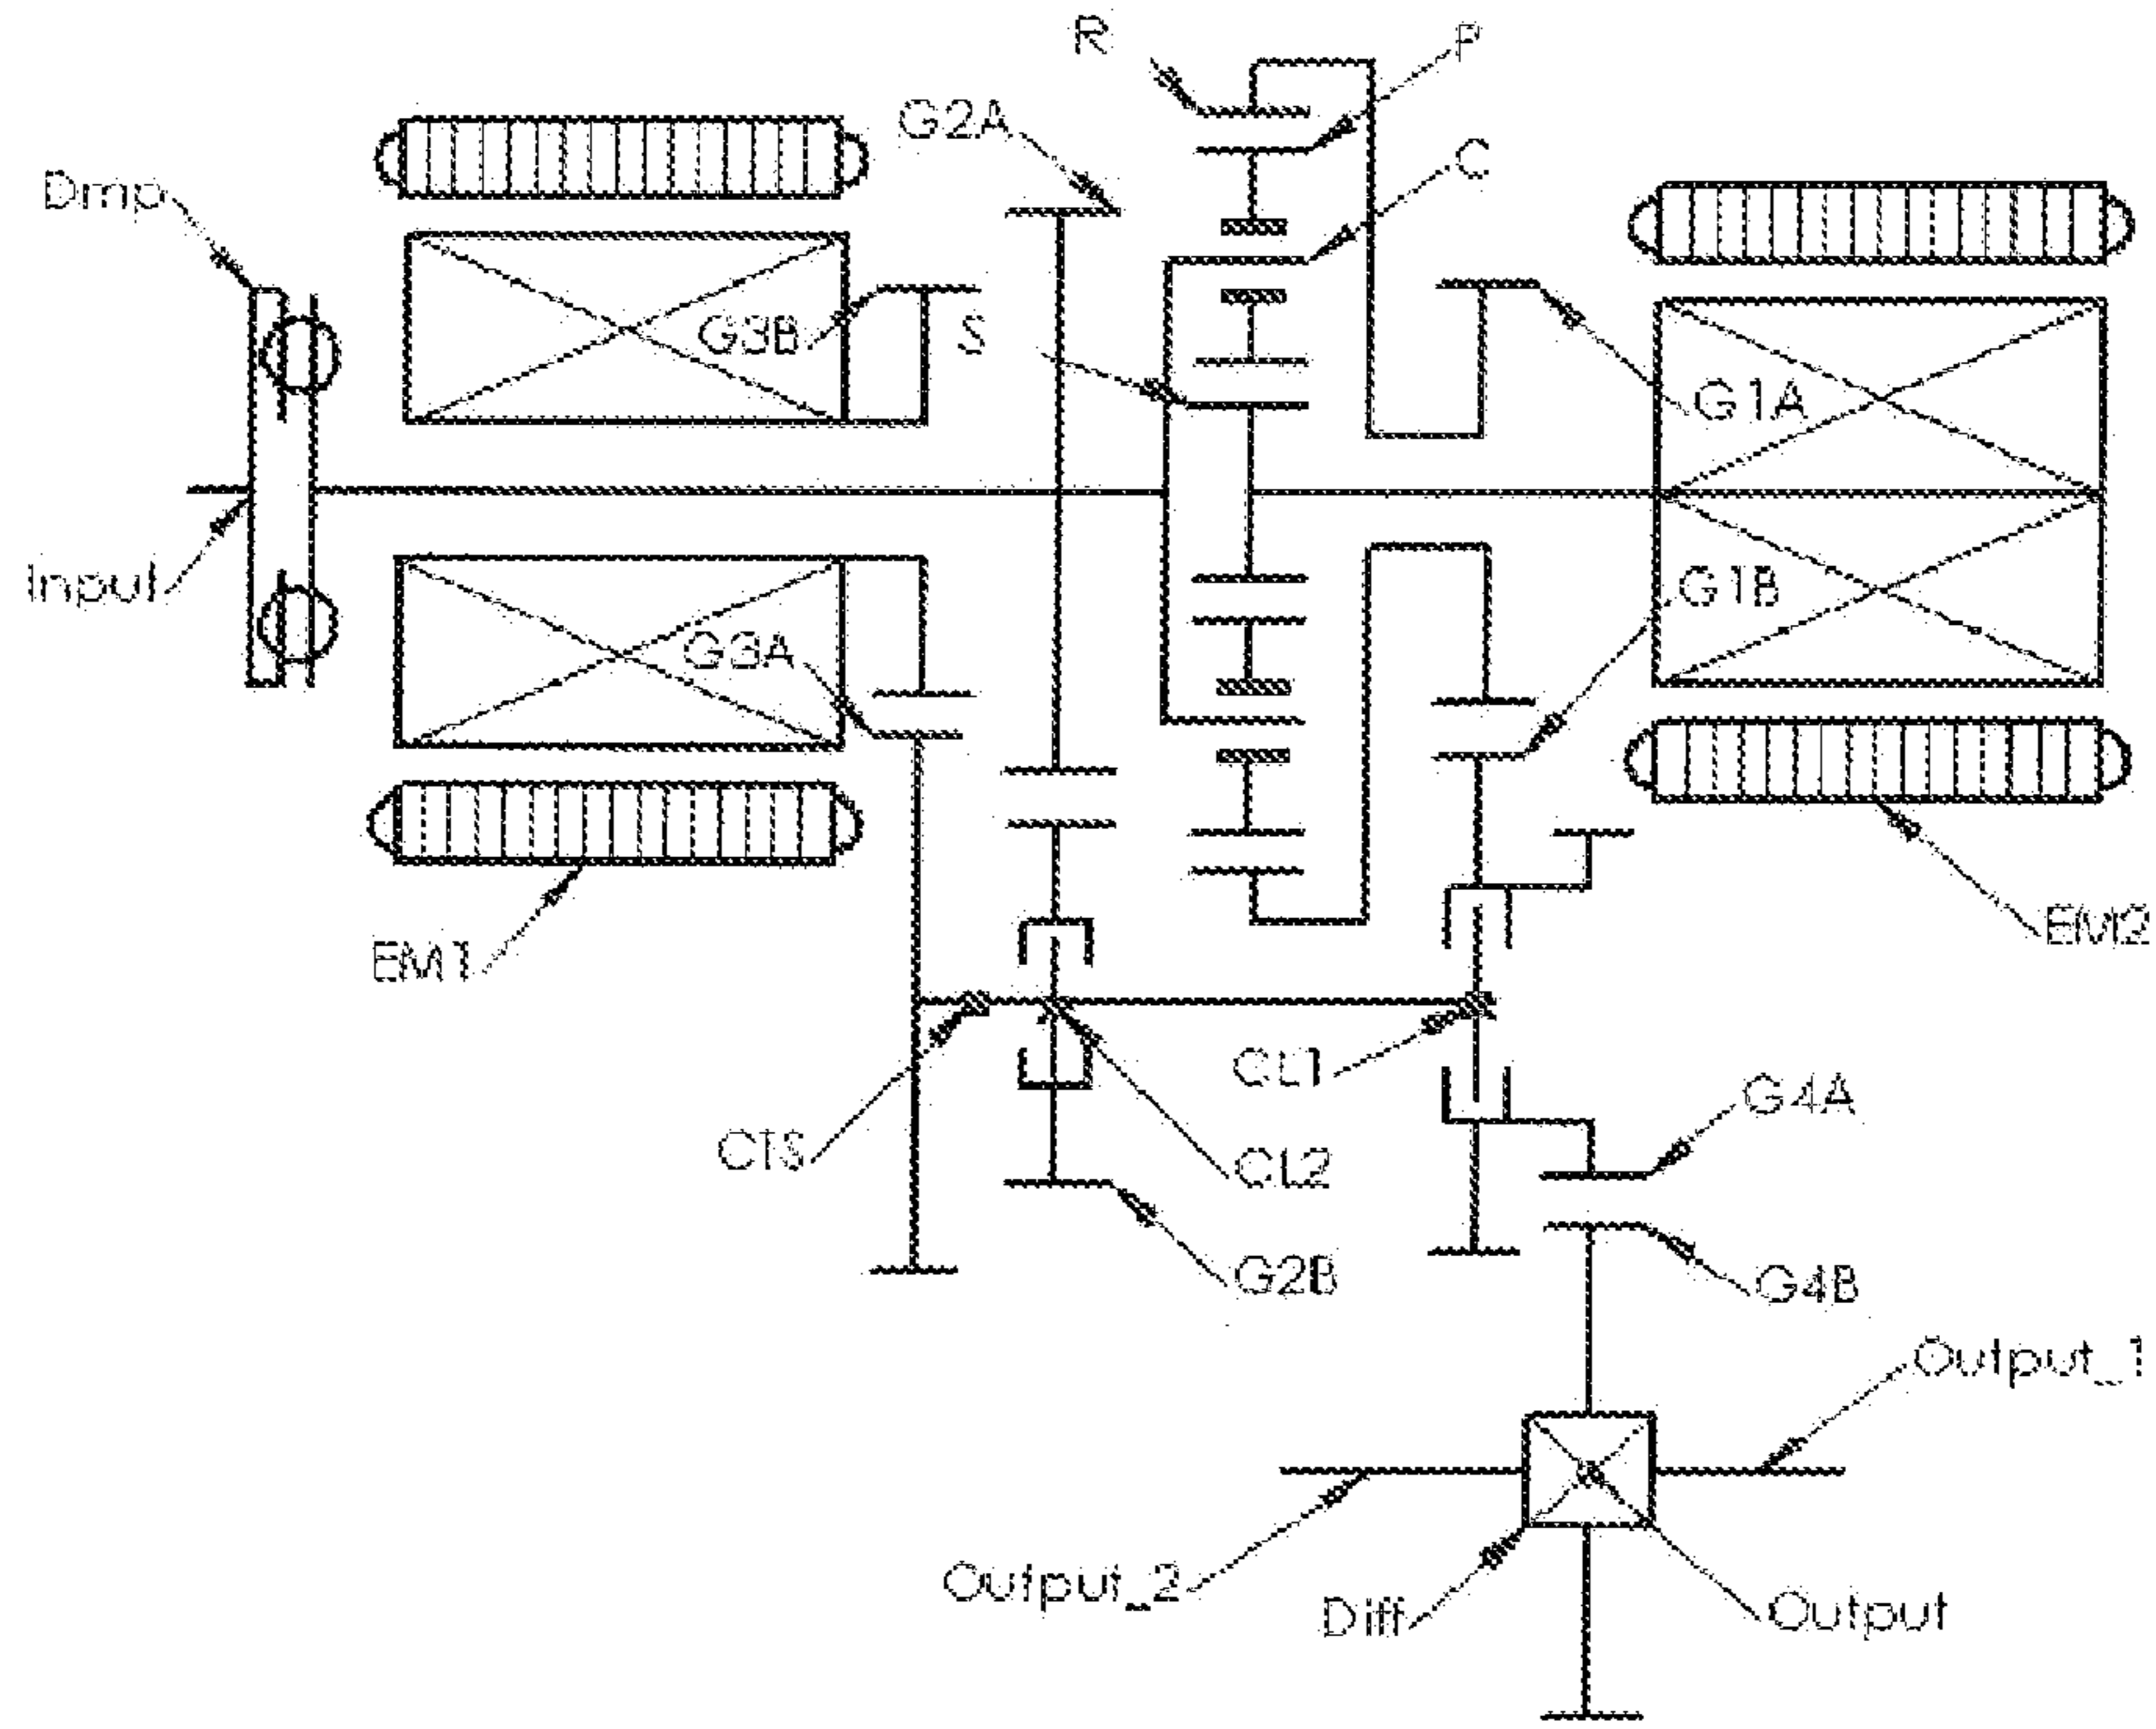 R
P
G2A
C
Dmp
G3B
S
G1A
Input
G1B
G3A
EM2
EM1
CL1
G4A
CTS
CL2
G2B
G4B
Output_1
Output_2
Diff
Output